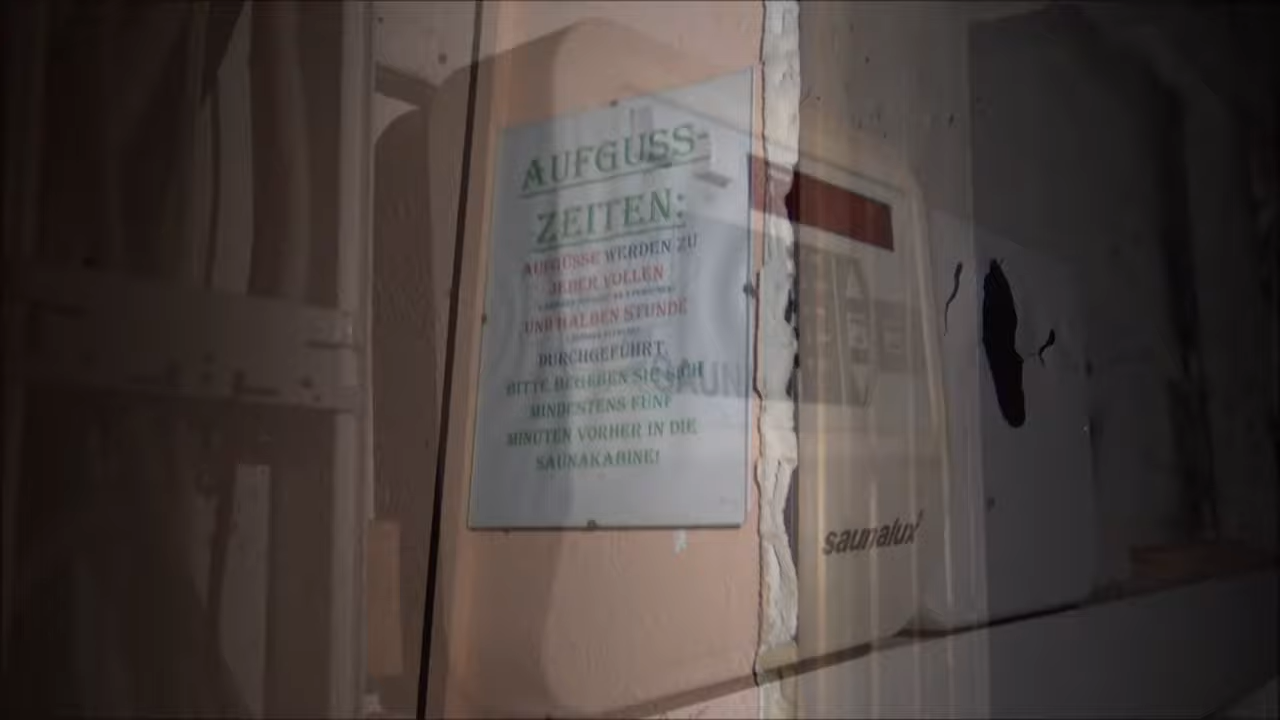 AUFGUSS-
ZEITEN:
AUFGÜSSE WERDEN ZU
JEDER VOLLEN
UND HALBEN STUNDE
DURCHGEFÜHRT.
BITTE BEGEBEN SIE SICH
MINDESTENS FÜNF
MINUTEN VORHER IN DIE
SAUNAKABINE!
SAUN
saunalux